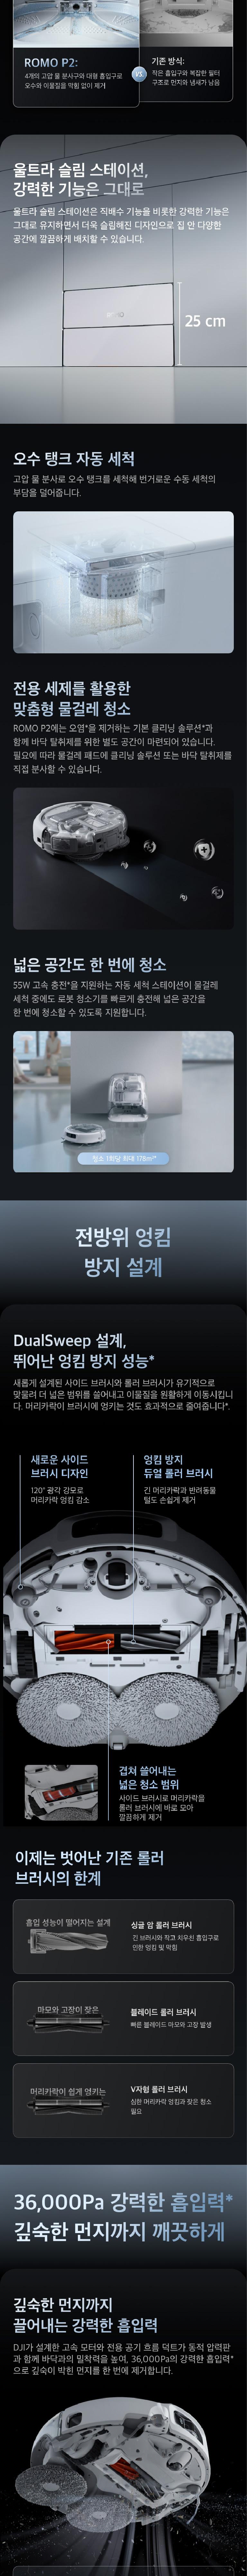 ROMO P2:
4개의 고압 물 분사구와 대형 흡입구로
오수와 이물질을 막힘 없이 제거
VS.
기존 방식:
적은 흡입구와 복잡한 필터
구조로 먼지와 냄새가 남음
울트라 슬림 스테이션,
강력한 기능은 그대로
울트라 슬림 스테이션은 직배수 기능을 비롯한 강력한 기능은
그대로 유지하면서 더욱 슬림해진 디자인으로 집 안 다양한
공간에 깔끔하게 배치할 수 있습니다.
25 cm
오수 탱크 자동 세척
고압 물 분사로 오수 탱크를 세척해 번거로운 수동 세척의
부담을 덜어줍니다.
전용 세제를 활용한
맞춤형 물걸레 청소
ROMO P2에는 오염*을 제거하는 기본 클리닝 솔루션*과
함께 바닥 탈취제를 위한 별도 공간이 마련되어 있습니다.
필요에 따라 물걸레 패드에 클리닝 솔루션 또는 바닥 탈취제를
직접 분사할 수 있습니다.
넓은 공간도 한 번에 청소
55W 고속 충전*을 지원하는 자동 세척 스테이션이 물걸레
세척 중에도 로봇 청소기를 빠르게 충전해 넓은 공간을
한 번에 청소할 수 있도록 지원합니다.
청소 1회당 최대 178m²*
전방위 엉킴
방지 설계
DualSweep 설계,
뛰어난 엉킴 방지 성능*
새롭게 설계된 사이드 브러시와 롤러 브러시가 유기적으로
맞물려 더 넓은 범위를 쓸어내고 이물질을 원활하게 이동시킵니
다. 머리카락이 브러시에 엉키는 것도 효과적으로 줄여줍니다*.
새로운 사이드
브러시 디자인
120° 광각 강모로
머리카락 엉킴 감소
엉킴 방지
듀얼 롤러 브러시
긴 머리카락과 반려동물
털도 손쉽게 제거
겹쳐 쓸어내는
넓은 청소 범위
사이드 브러시로 머리카락을
롤러 브러시에 바로 모아
깔끔하게 제거
이제는 벗어난 기존 롤러
브러시의 한계
흡입 성능이 떨어지는 설계
싱글 암 롤러 브러시
긴 브러시와 작고 치우친 흡입구로
인한 엉킴 및 막힘
마모와 고장이 잦은
블레이드 롤러 브러시
빠른 블레이드 마모와 고장 발생
머리카락이 쉽게 엉키는
V자형 롤러 브러시
심한 머리카락 엉킴과 잦은 청소
필요
36,000Pa 강력한 흡입력*
깊숙한 먼지까지 깨끗하게
깊숙한 먼지까지
끌어내는 강력한 흡입력
DJI가 설계한 고속 모터와 전용 공기 흐름 덕트가 동적 압력판
과 함께 바닥과의 밀착력을 높여, 36,000Pa의 강력한 흡입력*
으로 깊숙이 박힌 먼지를 한 번에 제거합니다.